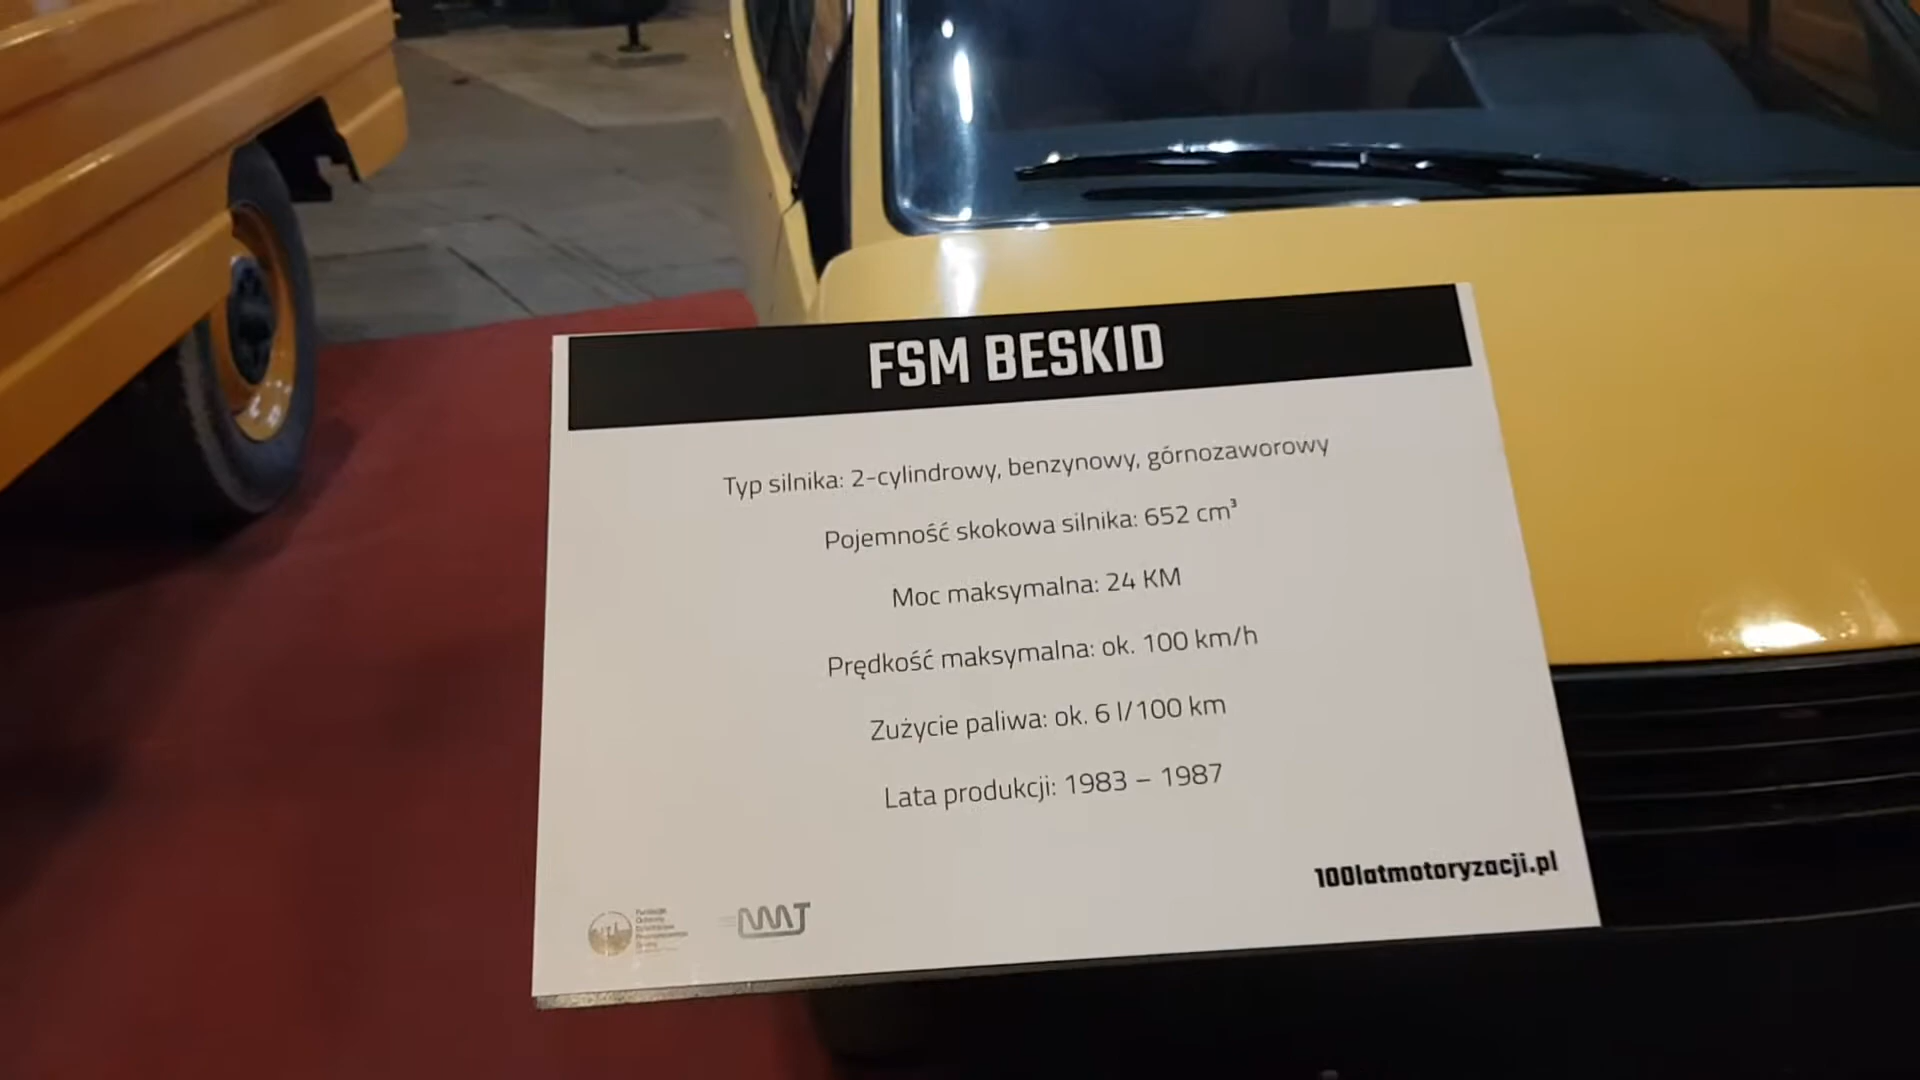 FSM BESKID
Typ silnika: 2-cylindrowy, benzynowy, górnozaworowy
Pojemność skokowa silnika: 652 cm³
Moc maksymalna: 24 KM
Prędkość maksymalna: ok. 100 km/h
Zużycie paliwa: ok. 6 l/100 km
Lata produkcji: 1983 – 1987
100latmotoryzacji.pl